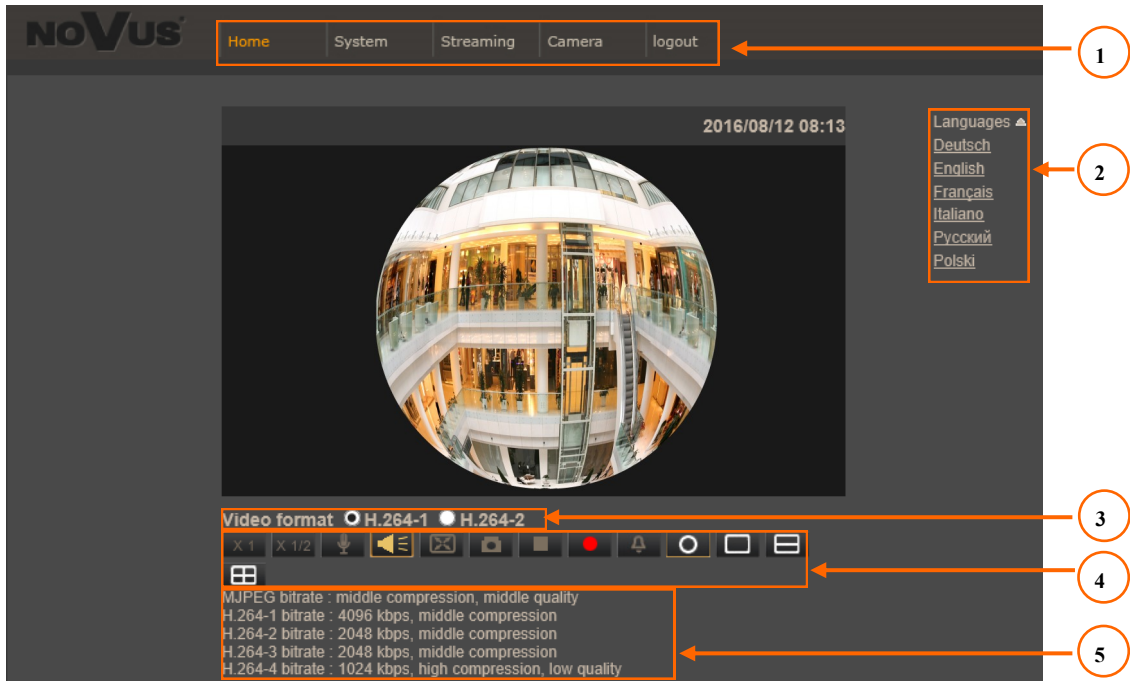 NOVUS
Home System Streaming Camera logout
1
2016/08/12 08:13
Languages
Deutsch
English
Français
Italiano
Русский
Polski
2
Video format H.264-1 H.264-2
3
X 1 X 1/2
4
MJPEG bitrate : middle compression, middle quality
H.264-1 bitrate : 4096 kbps, middle compression
H.264-2 bitrate : 2048 kbps, middle compression
H.264-3 bitrate : 2048 kbps, middle compression
H.264-4 bitrate : 1024 kbps, high compression, low quality
5